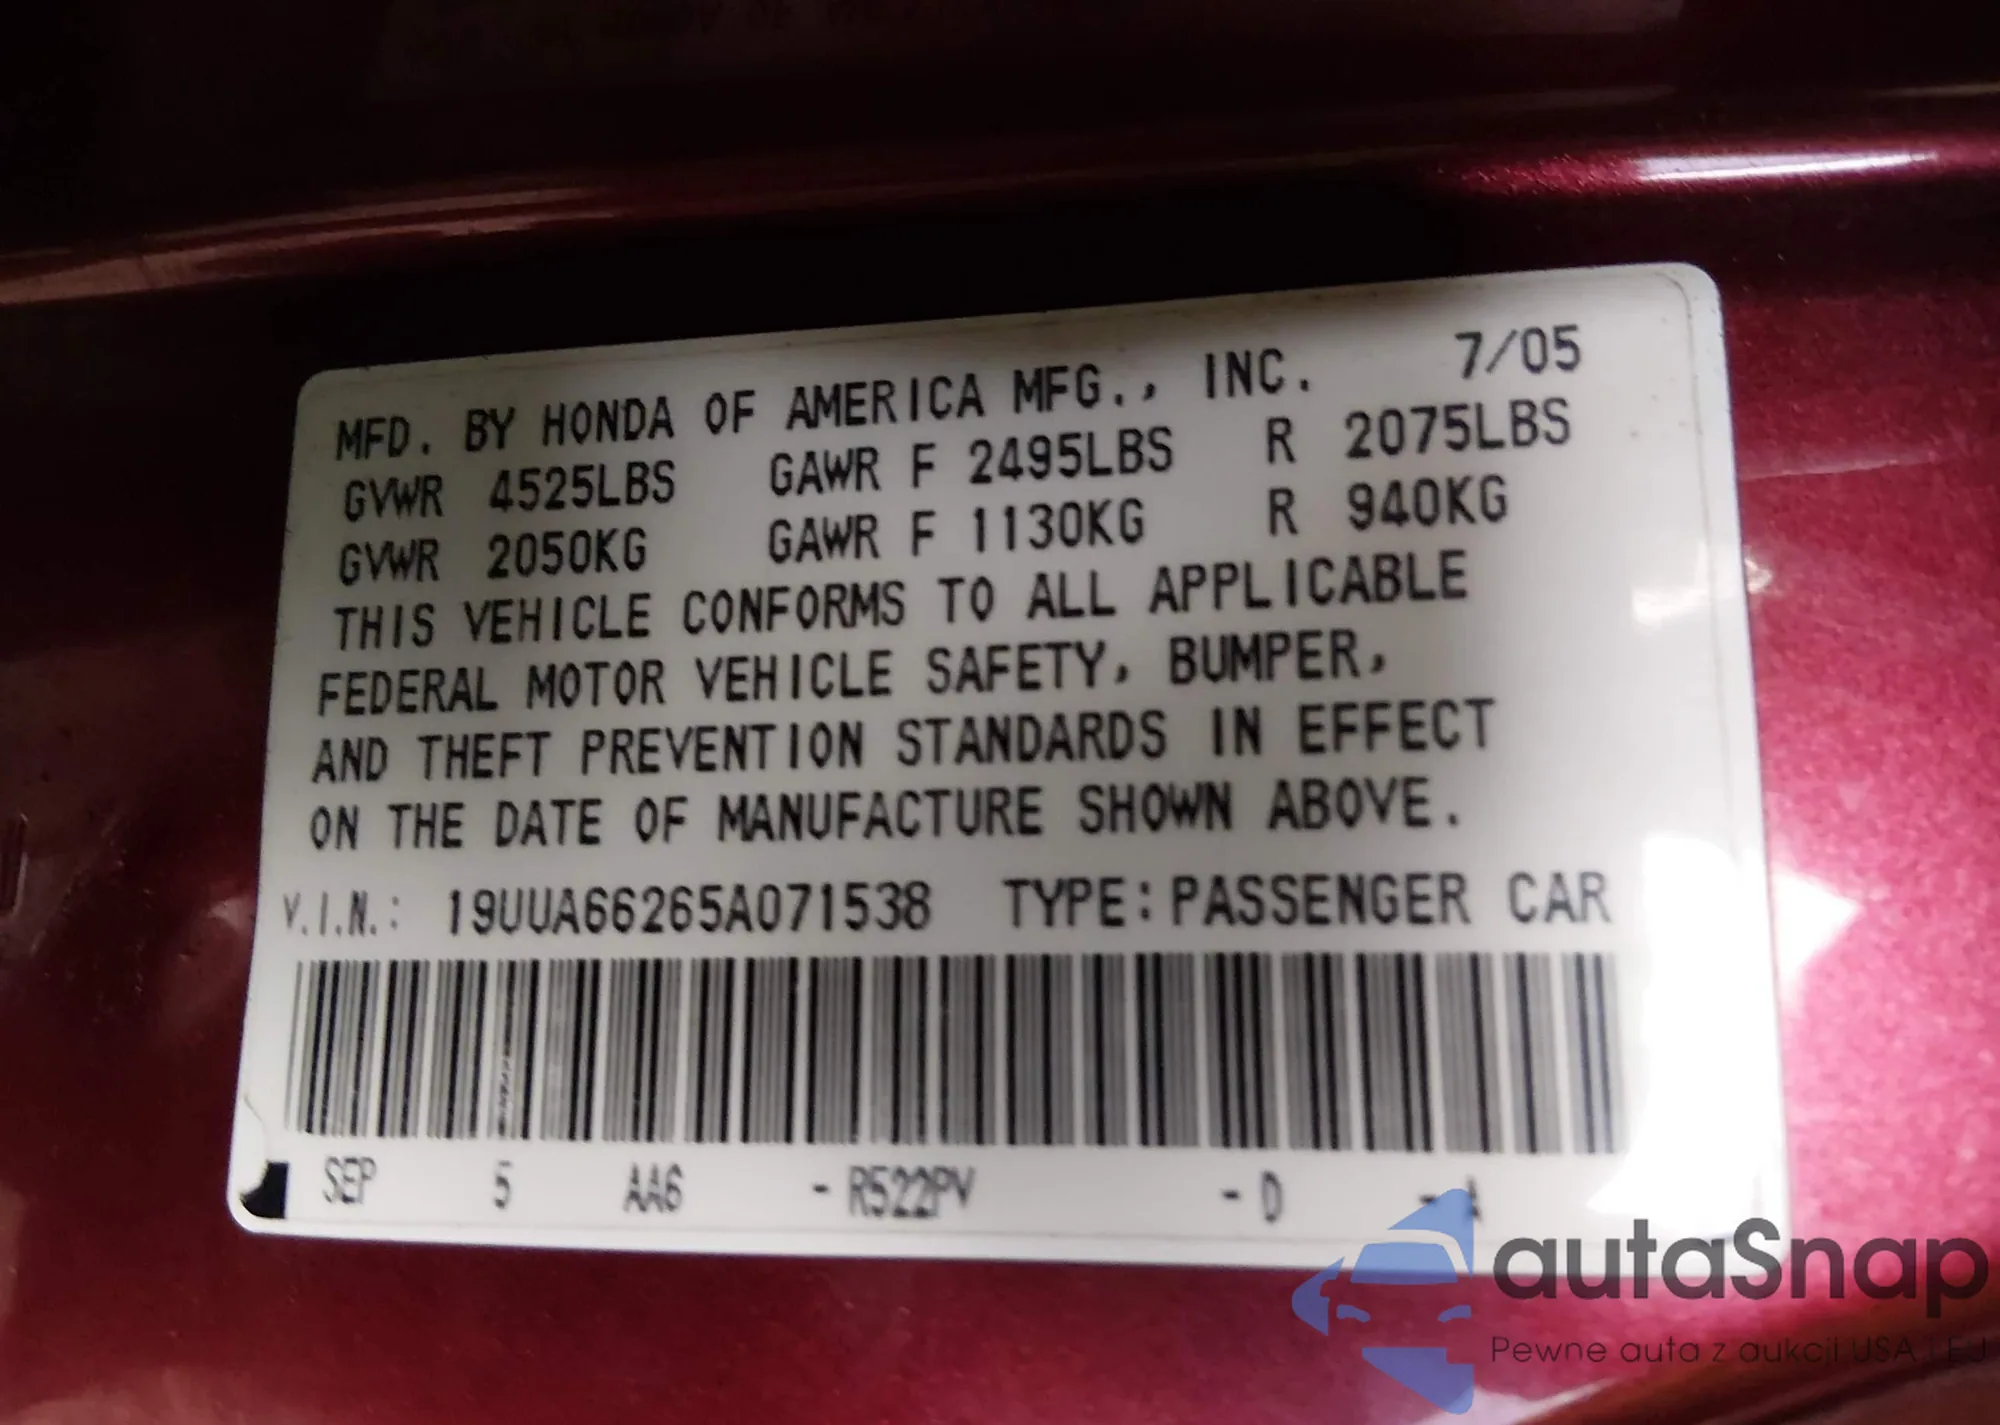 MFD. BY HONDA OF AMERICA MFG., INC. 7/05
GVWR 4525LBS GAWR F 2495LBS R 2075LBS
GVWR 2050KG GAWR F 1130KG R 940KG
THIS VEHICLE CONFORMS TO ALL APPLICABLE
FEDERAL MOTOR VEHICLE SAFETY, BUMPER,
AND THEFT PREVENTION STANDARDS IN EFFECT
ON THE DATE OF MANUFACTURE SHOWN ABOVE.
V.I.N.: 19UUA66265A071538 TYPE: PASSENGER CAR
SEP 5 AA6 - R522PV - D - A
autaSnap
Pewne auta z aukcji USA i EU